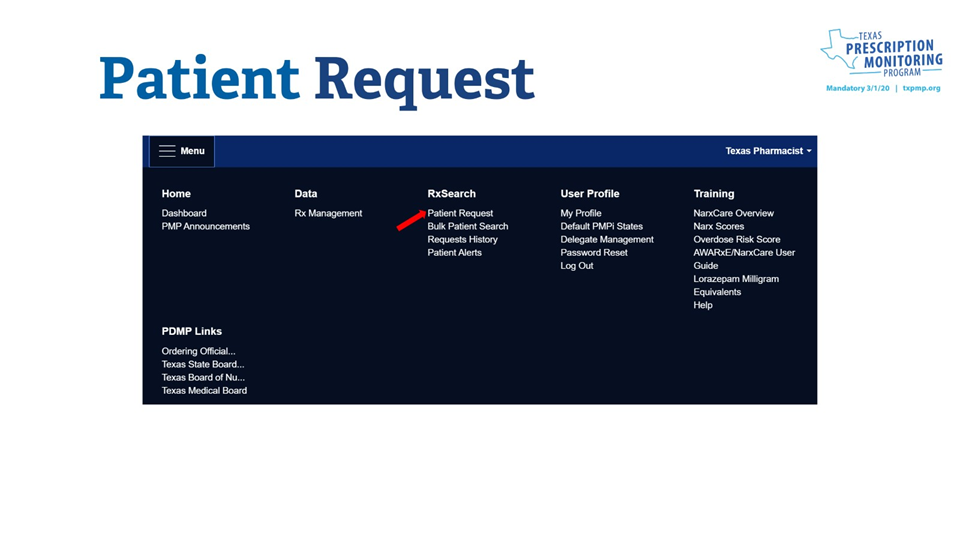 Patient Request
TEXAS
PRESCRIPTION
MONITORING
PROGRAM
Mandatory 3/1/20 | txpmp.org
Menu
Texas Pharmacist
Home
Dashboard
PMP Announcements
Data
Rx Management
RxSearch
Patient Request
Bulk Patient Search
Requests History
Patient Alerts
User Profile
My Profile
Default PMPi States
Delegate Management
Password Reset
Log Out
Training
NarxCare Overview
Narx Scores
Overdose Risk Score
AWARxE/NarxCare User
Guide
Lorazepam Milligram
Equivalents
Help
PDMP Links
Ordering Official...
Texas State Board...
Texas Board of Nu...
Texas Medical Board